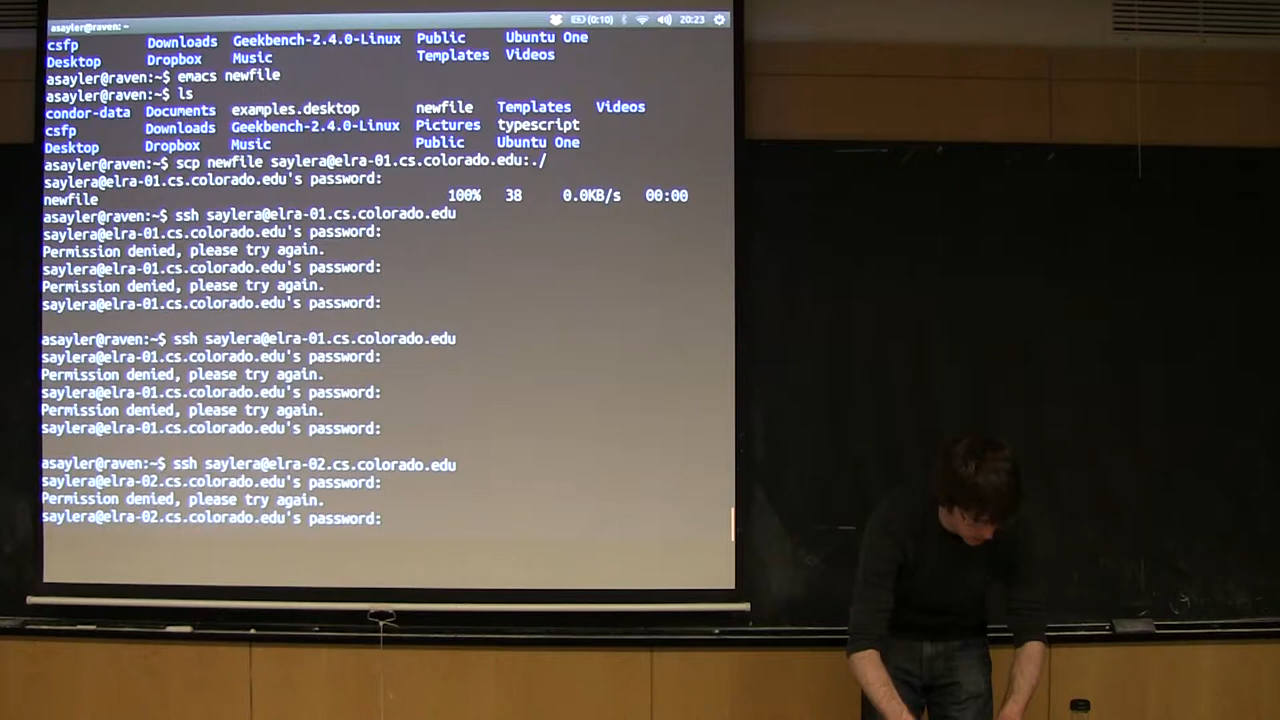 asayler@raven: ~ (0:10) 20:23
csfp Downloads Geekbench-2.4.0-Linux Public Ubuntu One
Desktop Dropbox Music Templates Videos
asayler@raven:~$ emacs newfile
asayler@raven:~$ ls
condor-data Documents examples.desktop newfile Templates Videos
csfp Downloads Geekbench-2.4.0-Linux Pictures typescript
Desktop Dropbox Music Public Ubuntu One
asayler@raven:~$ scp newfile saylera@elra-01.cs.colorado.edu:./
saylera@elra-01.cs.colorado.edu's password:
newfile 100% 38 0.0KB/s 00:00
asayler@raven:~$ ssh saylera@elra-01.cs.colorado.edu
saylera@elra-01.cs.colorado.edu's password:
Permission denied, please try again.
saylera@elra-01.cs.colorado.edu's password:
Permission denied, please try again.
saylera@elra-01.cs.colorado.edu's password:
asayler@raven:~$ ssh saylera@elra-01.cs.colorado.edu
saylera@elra-01.cs.colorado.edu's password:
Permission denied, please try again.
saylera@elra-01.cs.colorado.edu's password:
Permission denied, please try again.
saylera@elra-01.cs.colorado.edu's password:
asayler@raven:~$ ssh saylera@elra-02.cs.colorado.edu
saylera@elra-02.cs.colorado.edu's password:
Permission denied, please try again.
saylera@elra-02.cs.colorado.edu's password: